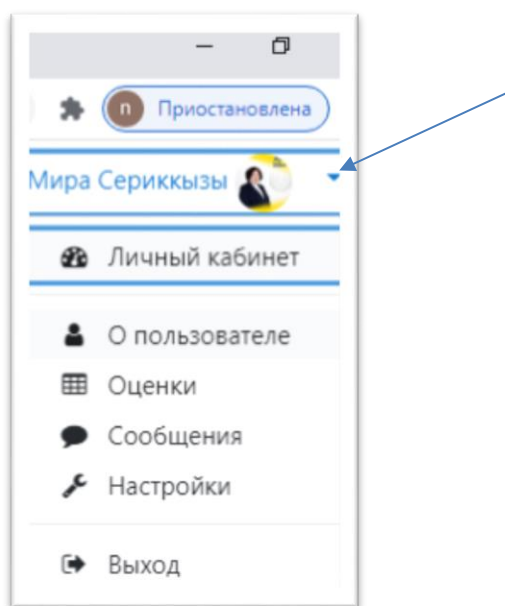 n Приостановлена
Мира Сериккызы
Личный кабинет
О пользователе
Оценки
Сообщения
Настройки
Выход